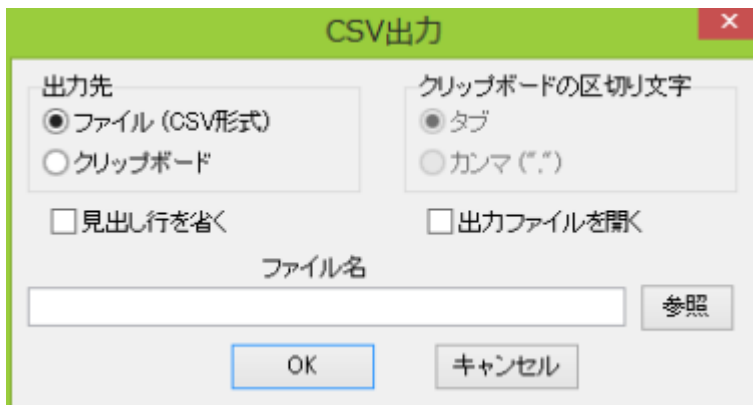 CSV出力
出力先
ファイル (CSV形式)
クリップボード
クリップボードの区切り文字
タブ
カンマ (",")
見出し行を省く
出力ファイルを開く
ファイル名
参照
OK
キャンセル